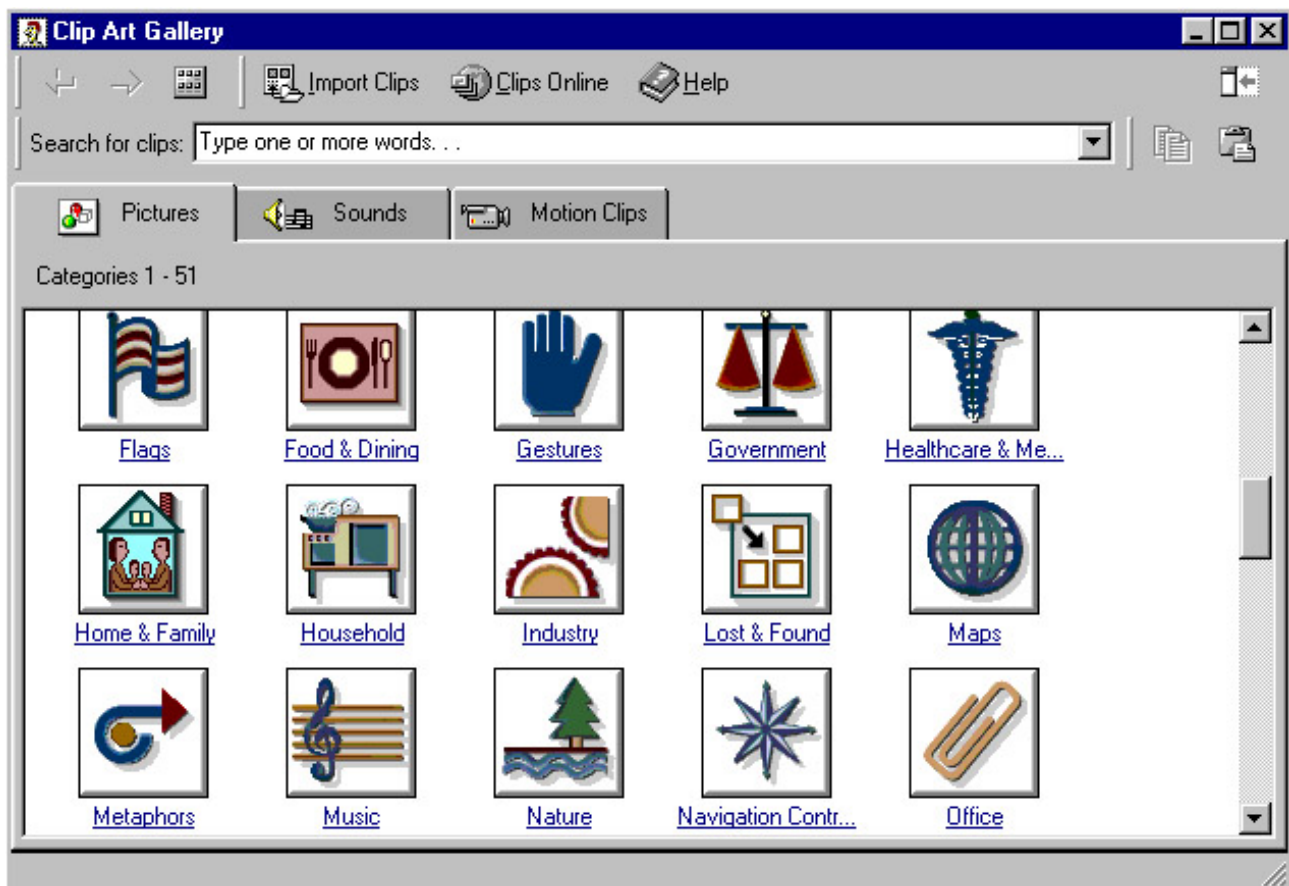 Clip Art Gallery
Import Clips Clips Online Help
Search for clips: Type one or more words. . .
Pictures Sounds Motion Clips
Categories 1 - 51
Flags Food & Dining Gestures Government Healthcare & Me...
Home & Family Household Industry Lost & Found Maps
Metaphors Music Nature Navigation Contr... Office